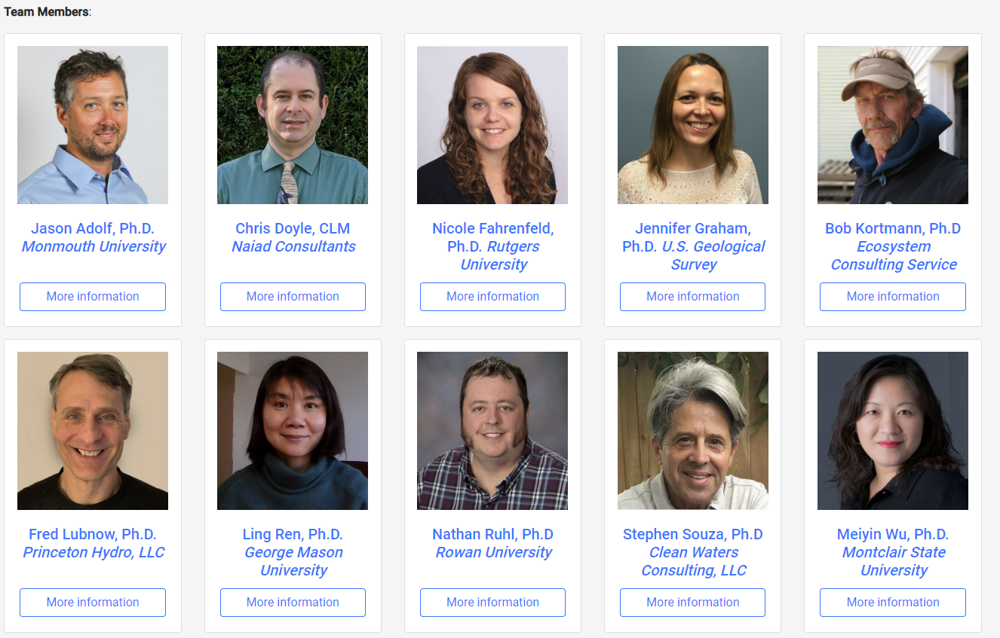 Team Members:
Jason Adolf, Ph.D.
Monmouth University
More information
Chris Doyle, CLM
Naiad Consultants
More information
Nicole Fahrenfeld,
Ph.D. Rutgers
University
More information
Jennifer Graham,
Ph.D. U.S. Geological
Survey
More information
Bob Kortmann, Ph.D
Ecosystem
Consulting Service
More information
Fred Lubnow, Ph.D.
Princeton Hydro, LLC
More information
Ling Ren, Ph.D.
George Mason
University
More information
Nathan Ruhl, Ph.D
Rowan University
More information
Stephen Souza, Ph.D
Clean Waters
Consulting, LLC
More information
Meiyin Wu, Ph.D.
Montclair State
University
More information